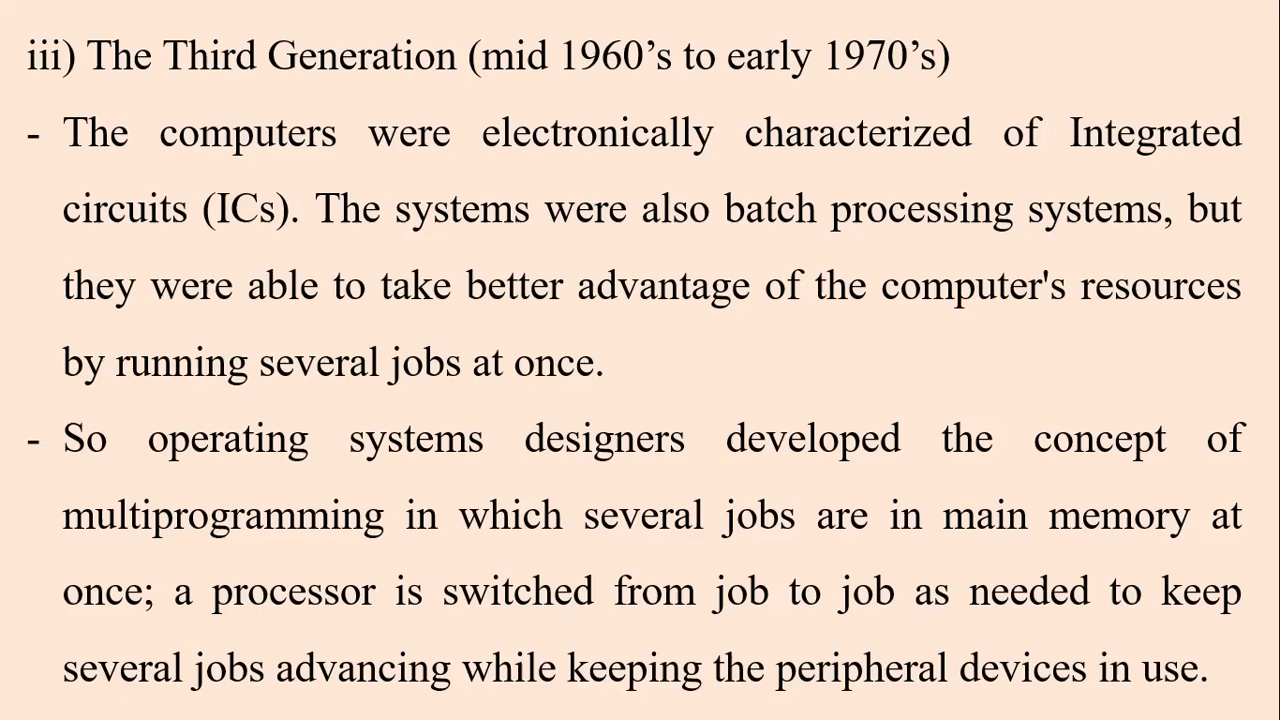 iii) The Third Generation (mid 1960’s to early 1970’s)
- The computers were electronically characterized of Integrated
circuits (ICs). The systems were also batch processing systems, but
they were able to take better advantage of the computer's resources
by running several jobs at once.
- So operating systems designers developed the concept of
multiprogramming in which several jobs are in main memory at
once; a processor is switched from job to job as needed to keep
several jobs advancing while keeping the peripheral devices in use.